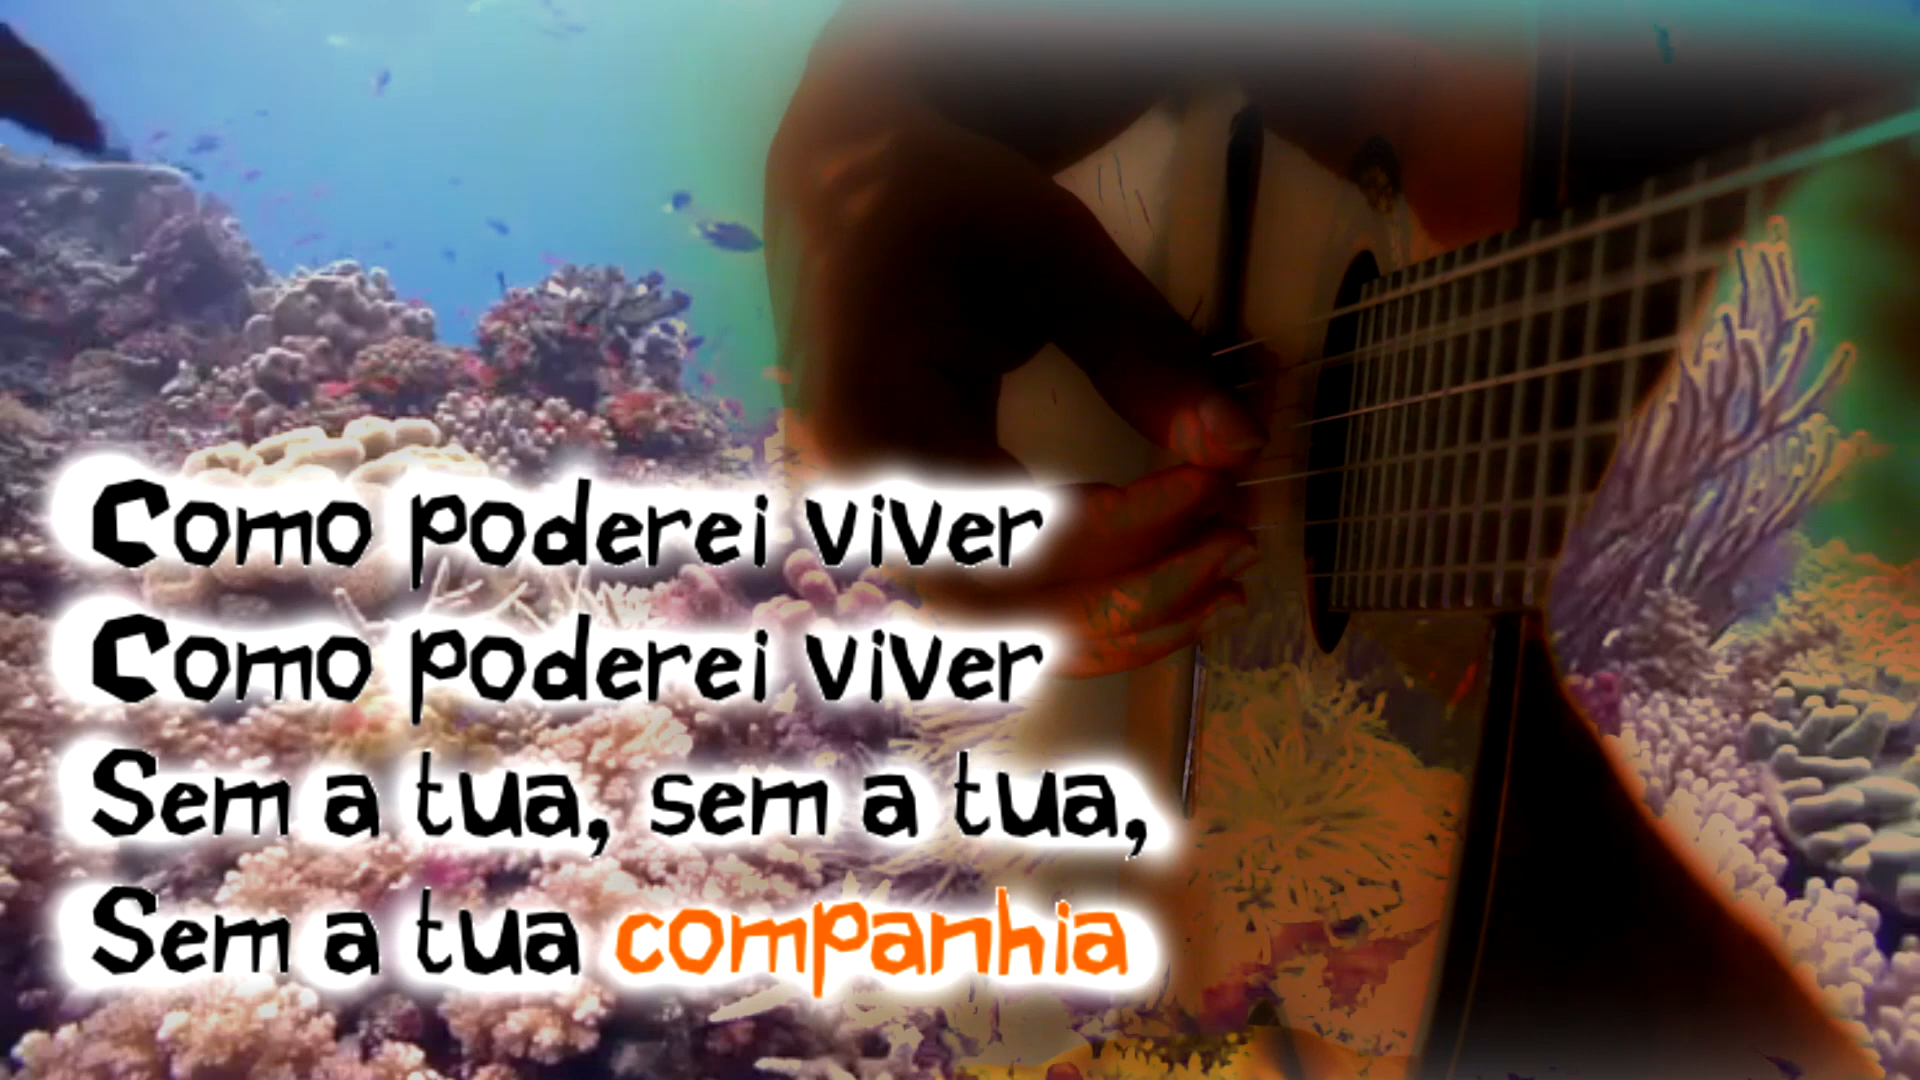 Como poderei viver
Como poderei viver
Sem a tua, sem a tua,
Sem a tua companhia